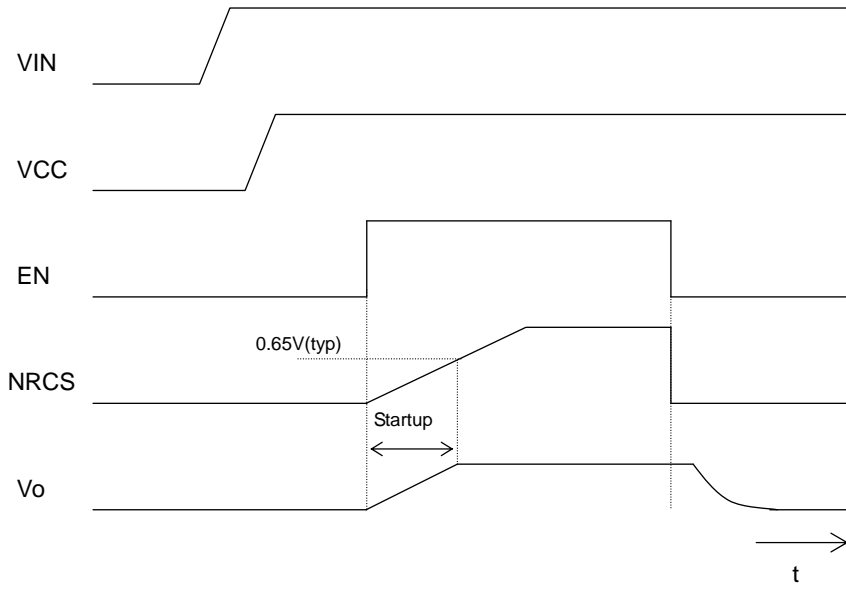 VIN
VCC
EN
0.65V(typ)
NRCS
Startup
Vo
t